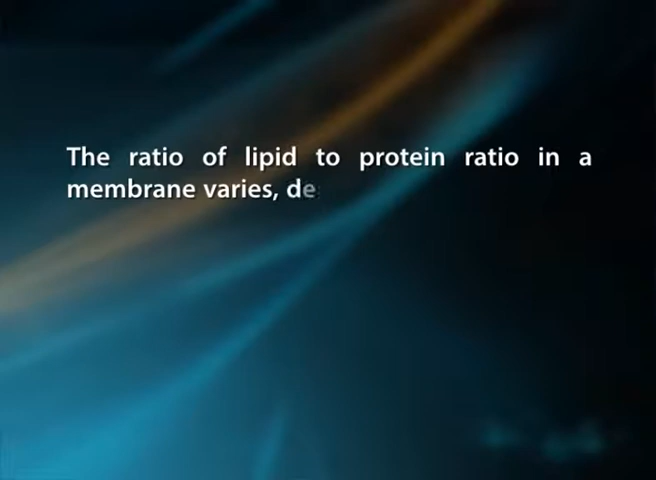 The ratio of lipid to protein ratio in a
membrane varies, de